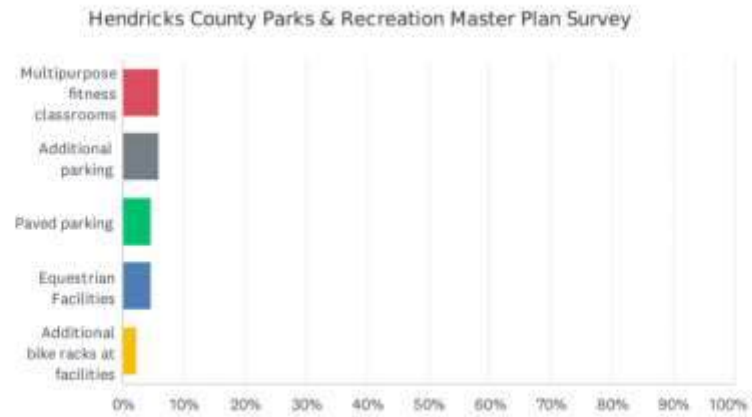 Hendricks County Parks & Recreation Master Plan Survey
Multipurpose
fitness
classrooms
Additional
parking
Paved parking
Equestrian
Facilities
Additional
bike racks at
facilities
0% 10% 20% 30% 40% 50% 60% 70% 80% 90% 100%